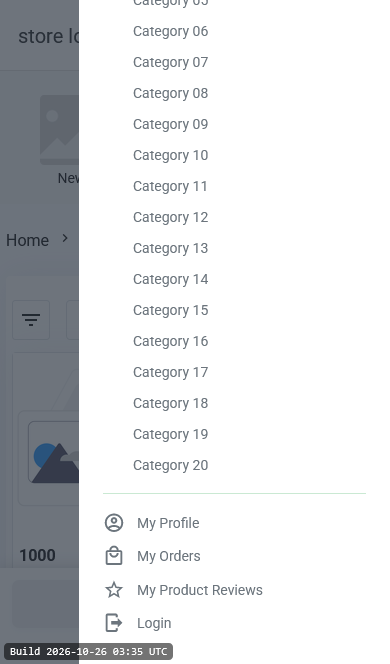 store
Category 06
Category 07
Category 08
New
Category 09
Category 10
Category 11
Category 12
Home
Category 13
Category 14
Category 15
Category 16
Category 17
Category 18
Category 19
Category 20
My Profile
My Orders
1000
My Product Reviews
Login
Build 2026-10-26 03:35 UTC